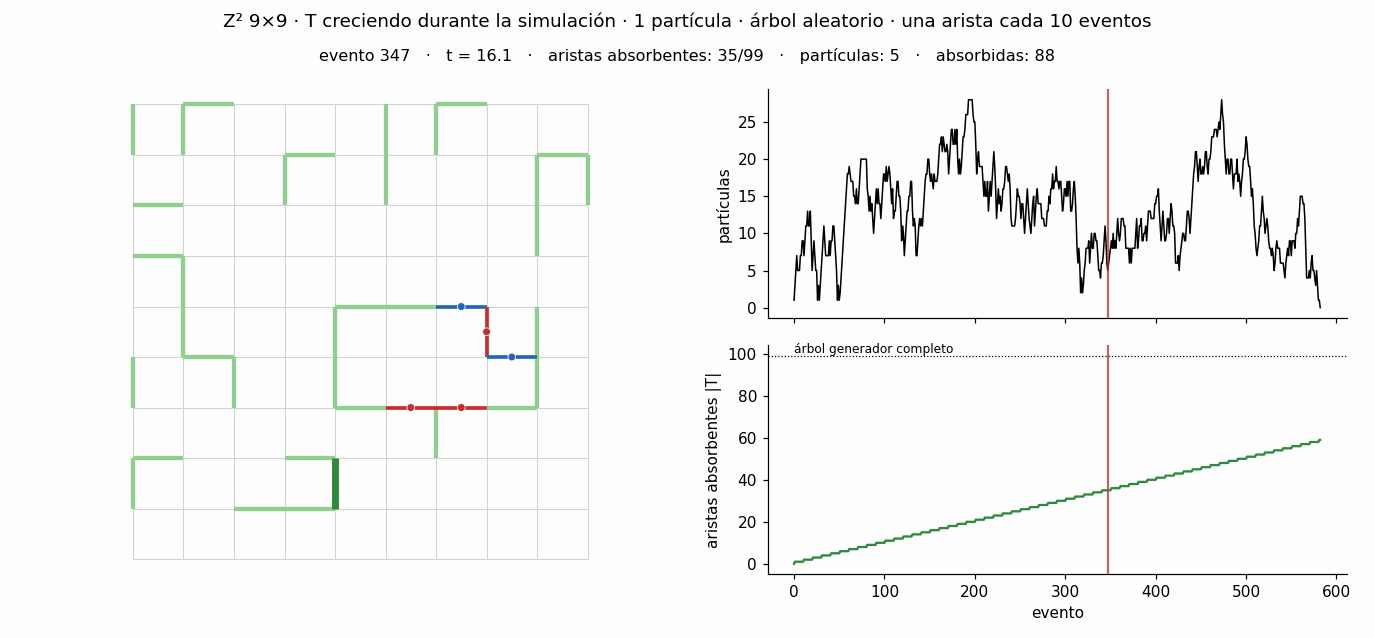 Z² 9×9 · T creciendo durante la simulación · 1 partícula · árbol aleatorio · una arista cada 10 eventos
evento 347 · t = 16.1 · aristas absorbentes: 35/99 · partículas: 5 · absorbidas: 88
partículas
25
20
15
10
5
0
árbol generador completo
aristas absorbentes |T|
100
80
60
40
20
0
0 100 200 300 400 500 600
evento